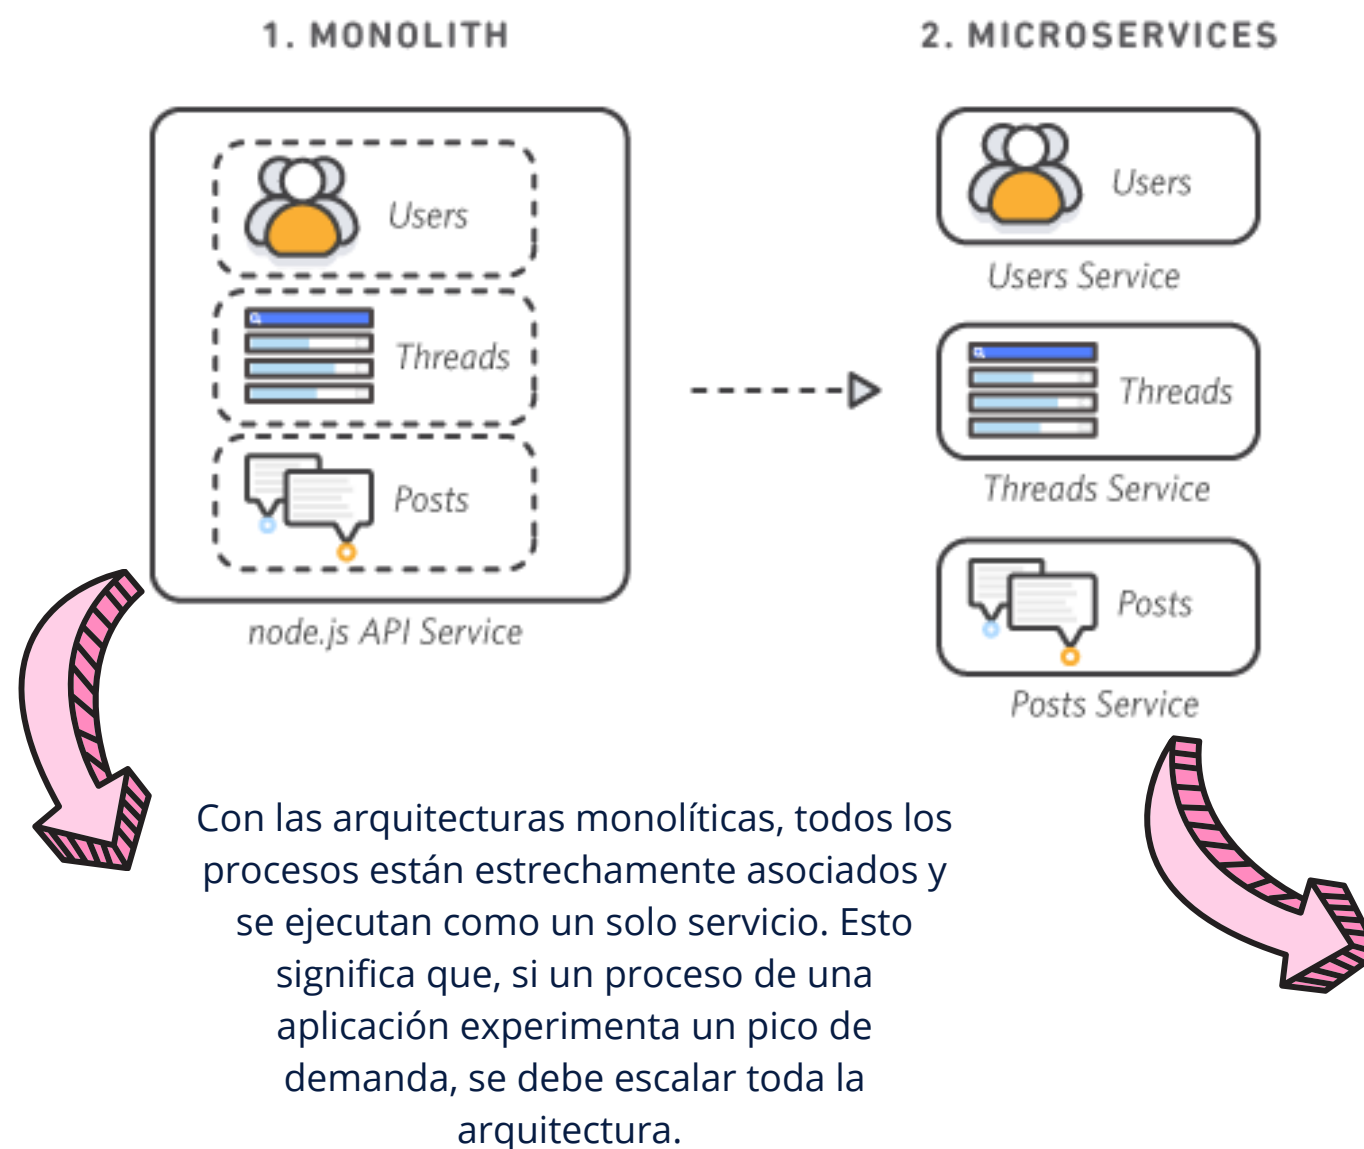 1. MONOLITH
Users
Threads
Posts
node.js API Service
2. MICROSERVICES
Users
Users Service
Threads
Threads Service
Posts
Posts Service
Con las arquitecturas monolíticas, todos los
procesos están estrechamente asociados y
se ejecutan como un solo servicio. Esto
significa que, si un proceso de una
aplicación experimenta un pico de
demanda, se debe escalar toda la
arquitectura.